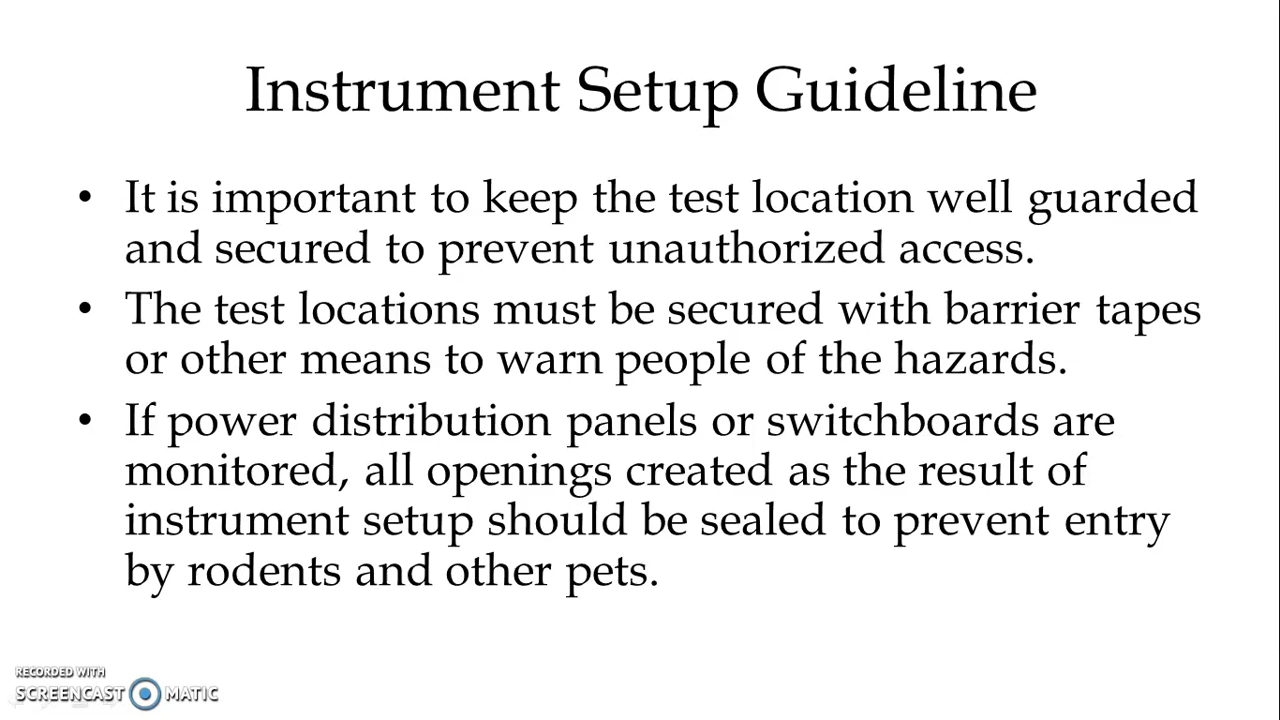 Instrument Setup Guideline
• It is important to keep the test location well guarded
and secured to prevent unauthorized access.
• The test locations must be secured with barrier tapes
or other means to warn people of the hazards.
• If power distribution panels or switchboards are
monitored, all openings created as the result of
instrument setup should be sealed to prevent entry
by rodents and other pets.
RECORDED WITH
SCREENCAST MATIC